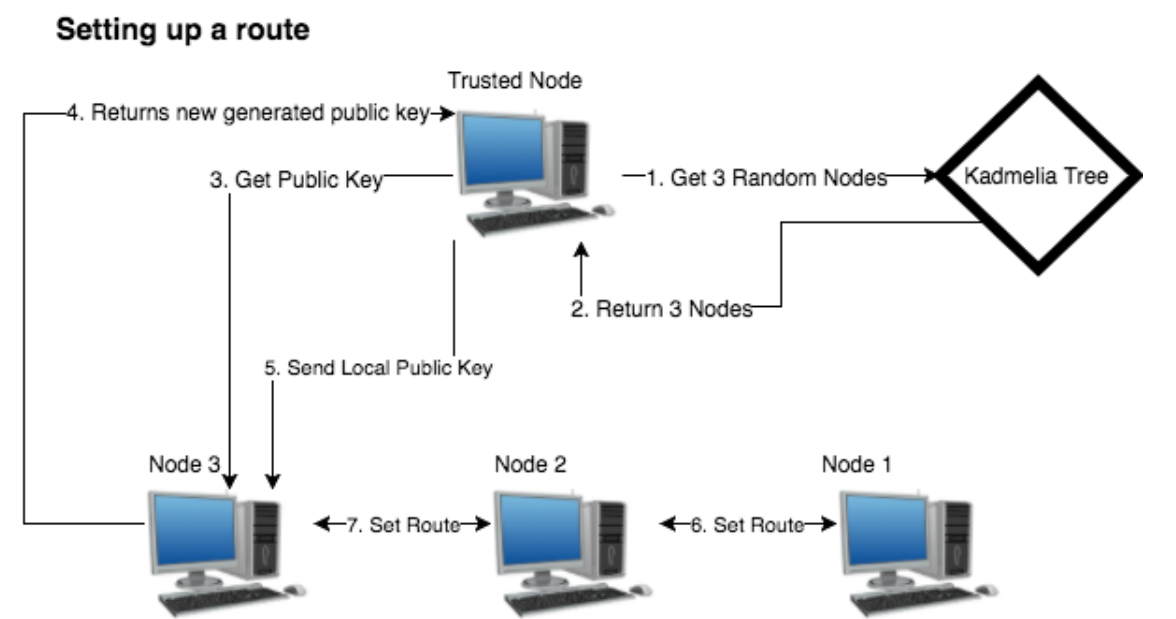 Setting up a route
Trusted Node
4. Returns new generated public key
3. Get Public Key
1. Get 3 Random Nodes
Kadmelia Tree
2. Return 3 Nodes
5. Send Local Public Key
Node 3
Node 2
Node 1
7. Set Route
6. Set Route